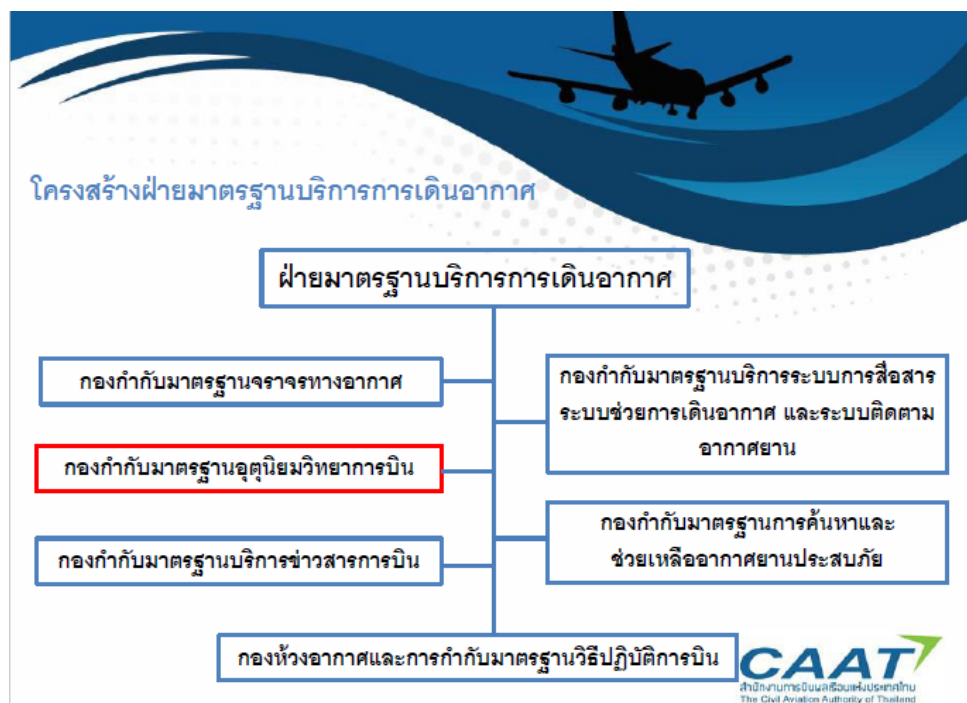 โครงสร้างฝ่ายมาตรฐานบริการการเดินอากาศ
ฝ่ายมาตรฐานบริการการเดินอากาศ
กองกำกับมาตรฐานจราจรทางอากาศ
กองกำกับมาตรฐานบริการระบบการสื่อสาร
ระบบช่วยการเดินอากาศ และระบบติดตาม
อากาศยาน
กองกำกับมาตรฐานอุตุนิยมวิทยาการบิน
กองกำกับมาตรฐานการค้นหาและ
ช่วยเหลืออากาศยานประสบภัย
กองกำกับมาตรฐานบริการข่าวสารการบิน
กองห้วงอากาศและการกำกับมาตรฐานวิธีปฏิบัติการบิน
CAAT
สำนักงานการบินพลเรือนแห่งประเทศไทย
The Civil Aviation Authority of Thailand